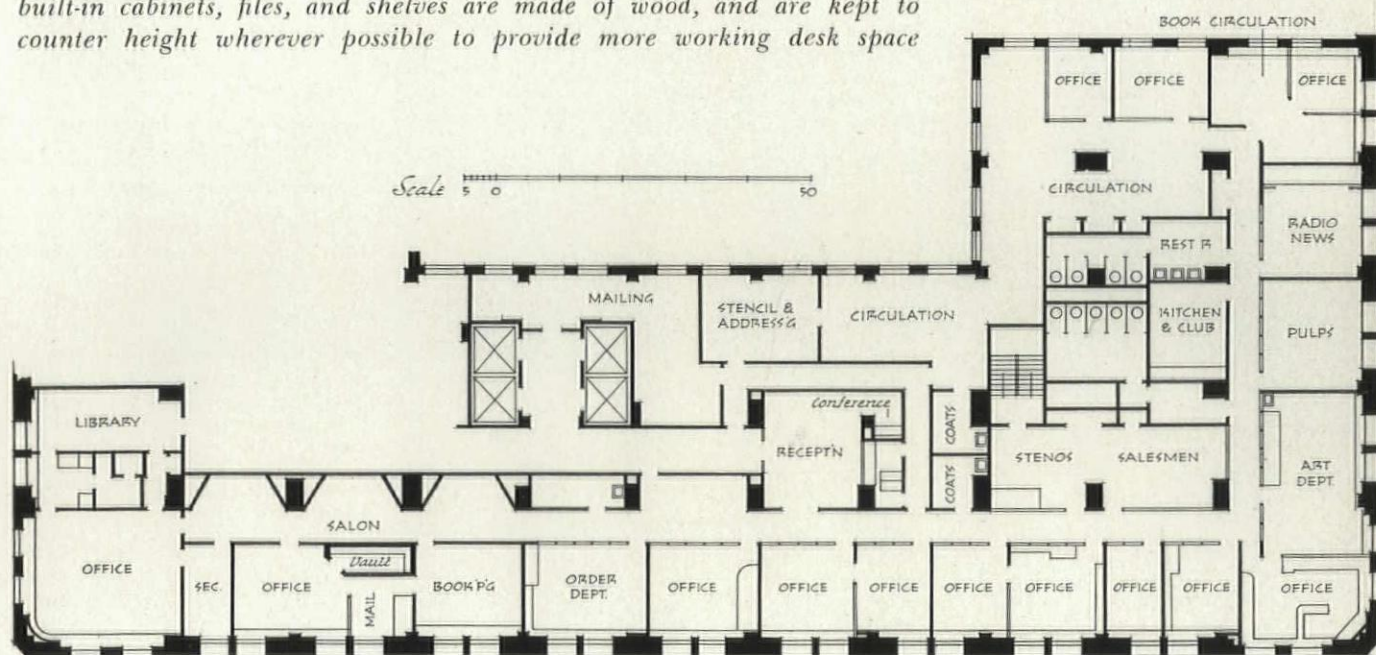 built-in cabinets, files, and shelves are made of wood, and are kept to
counter height wherever possible to provide more working desk space
BOOK CIRCULATION
OFFICE
OFFICE
OFFICE
Scale
5
0
50
CIRCULATION
RADIO
NEWS
REST R
MAILING
STENCIL &
ADDRESS'G
CIRCULATION
KITCHEN
& CLUB
PULPS
LIBRARY
Conference
RECEPT'N
COATS
COATS
STENOS
SALESMEN
ART
DEPT.
SALON
OFFICE
SEC.
OFFICE
Vault
MAIL
BOOK P'G
ORDER
DEPT.
OFFICE
OFFICE
OFFICE
OFFICE
OFFICE
OFFICE
OFFICE
OFFICE